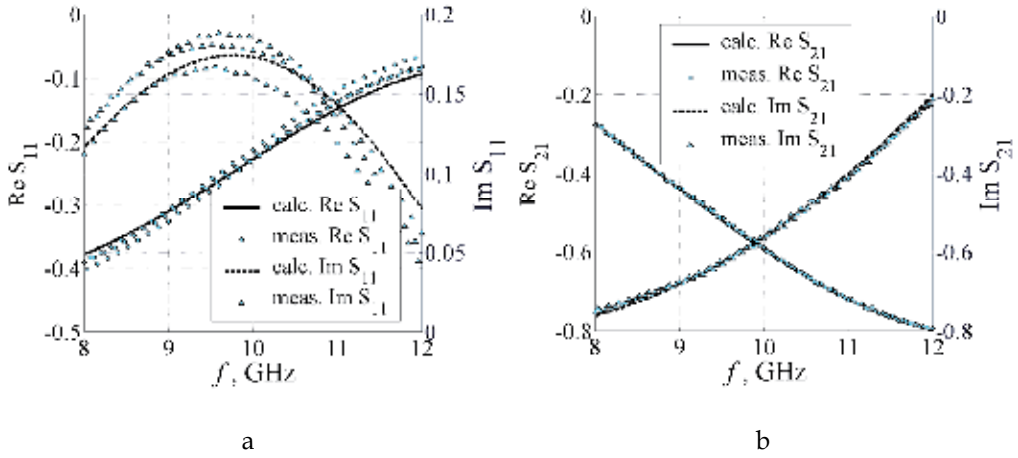 0
-0.1
-0.2
-0.3
-0.4
-0.5
Re S11
0.2
0.15
0.1
0.05
0
Im S11
8 9 10 11 12
f, GHz
calc. Re S11
meas. Re S11
calc. Im S11
meas. Im S11
a
0
-0.2
-0.4
-0.6
-0.8
Re S21
0
-0.2
-0.4
-0.6
-0.8
Im S21
8 9 10 11 12
f, GHz
calc. Re S21
meas. Re S21
calc. Im S21
meas. Im S21
b